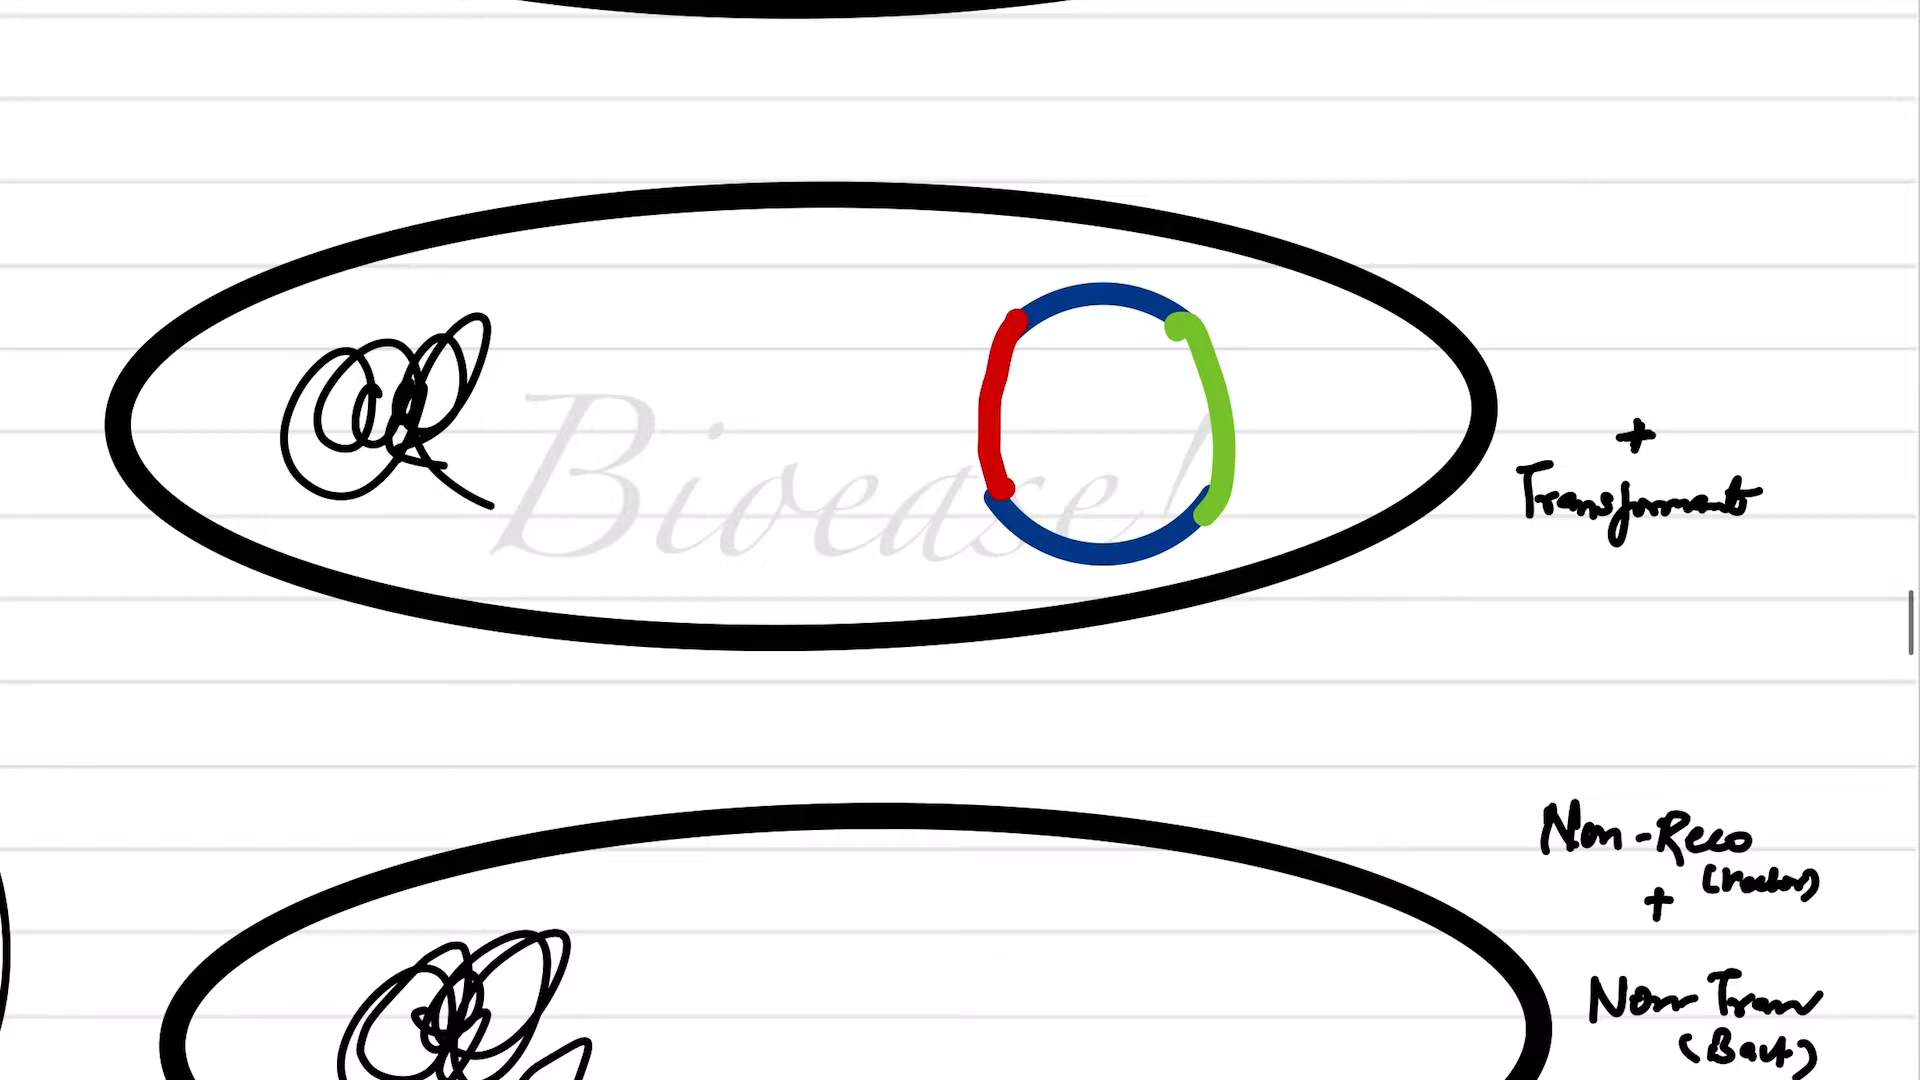 Bioease!
+
Transformant
Non-Reco
(Vector)
+
Non Tran
(Bact)